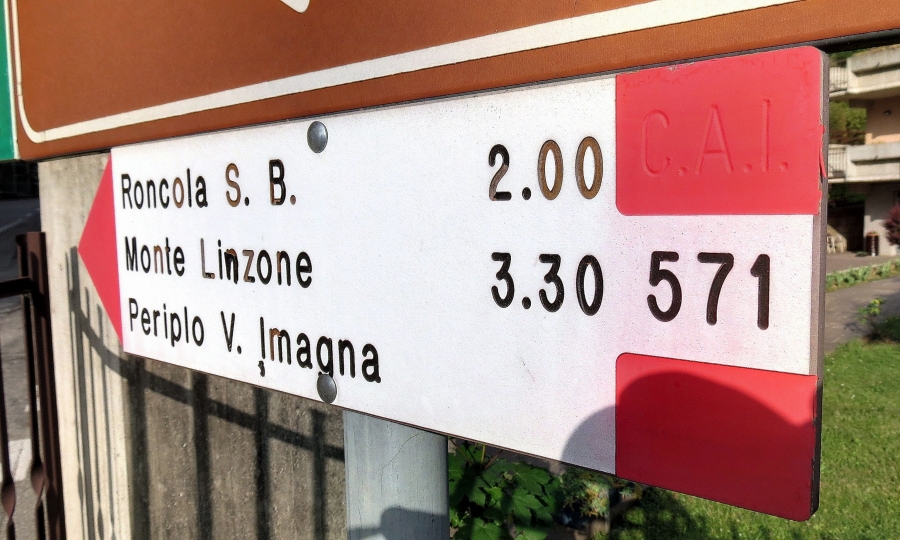 C.A.I.
Roncola S. B. 2.00
Monte Linzone 3.30 571
Periplo V. Imagna